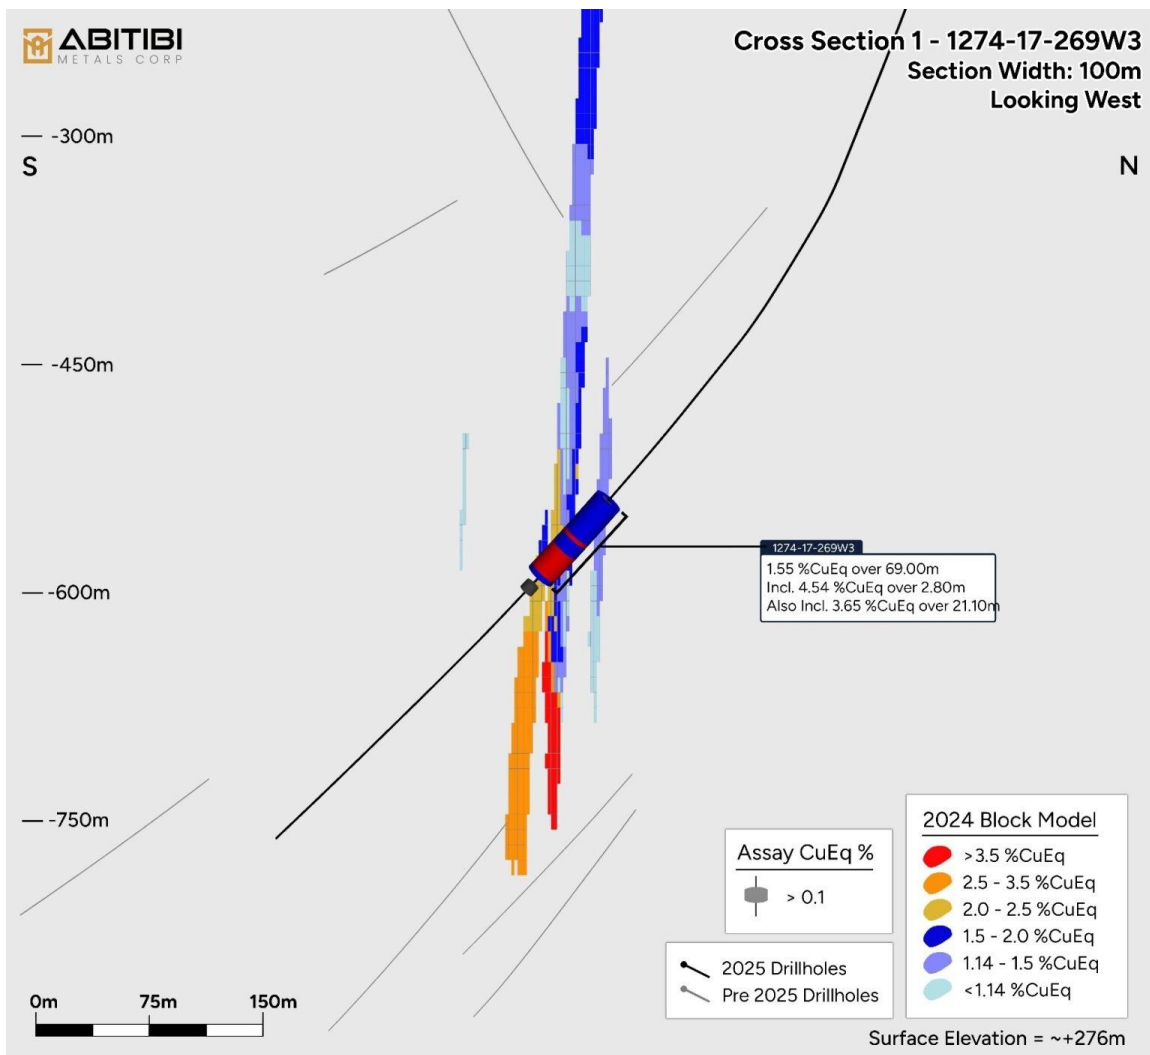 ABITIBI
METALS CORP
Cross Section 1 - 1274-17-269W3
Section Width: 100m
Looking West
-300m
S
N
-450m
1274-17-269W3
1.55 %CuEq over 69.00m
Incl. 4.54 %CuEq over 2.80m
Also Incl. 3.65 %CuEq over 21.10m
-600m
-750m
Assay CuEq %
> 0.1
2025 Drillholes
Pre 2025 Drillholes
2024 Block Model
>3.5 %CuEq
2.5 - 3.5 %CuEq
2.0 - 2.5 %CuEq
1.5 - 2.0 %CuEq
1.14 - 1.5 %CuEq
<1.14 %CuEq
0m 75m 150m
Surface Elevation = ~+276m